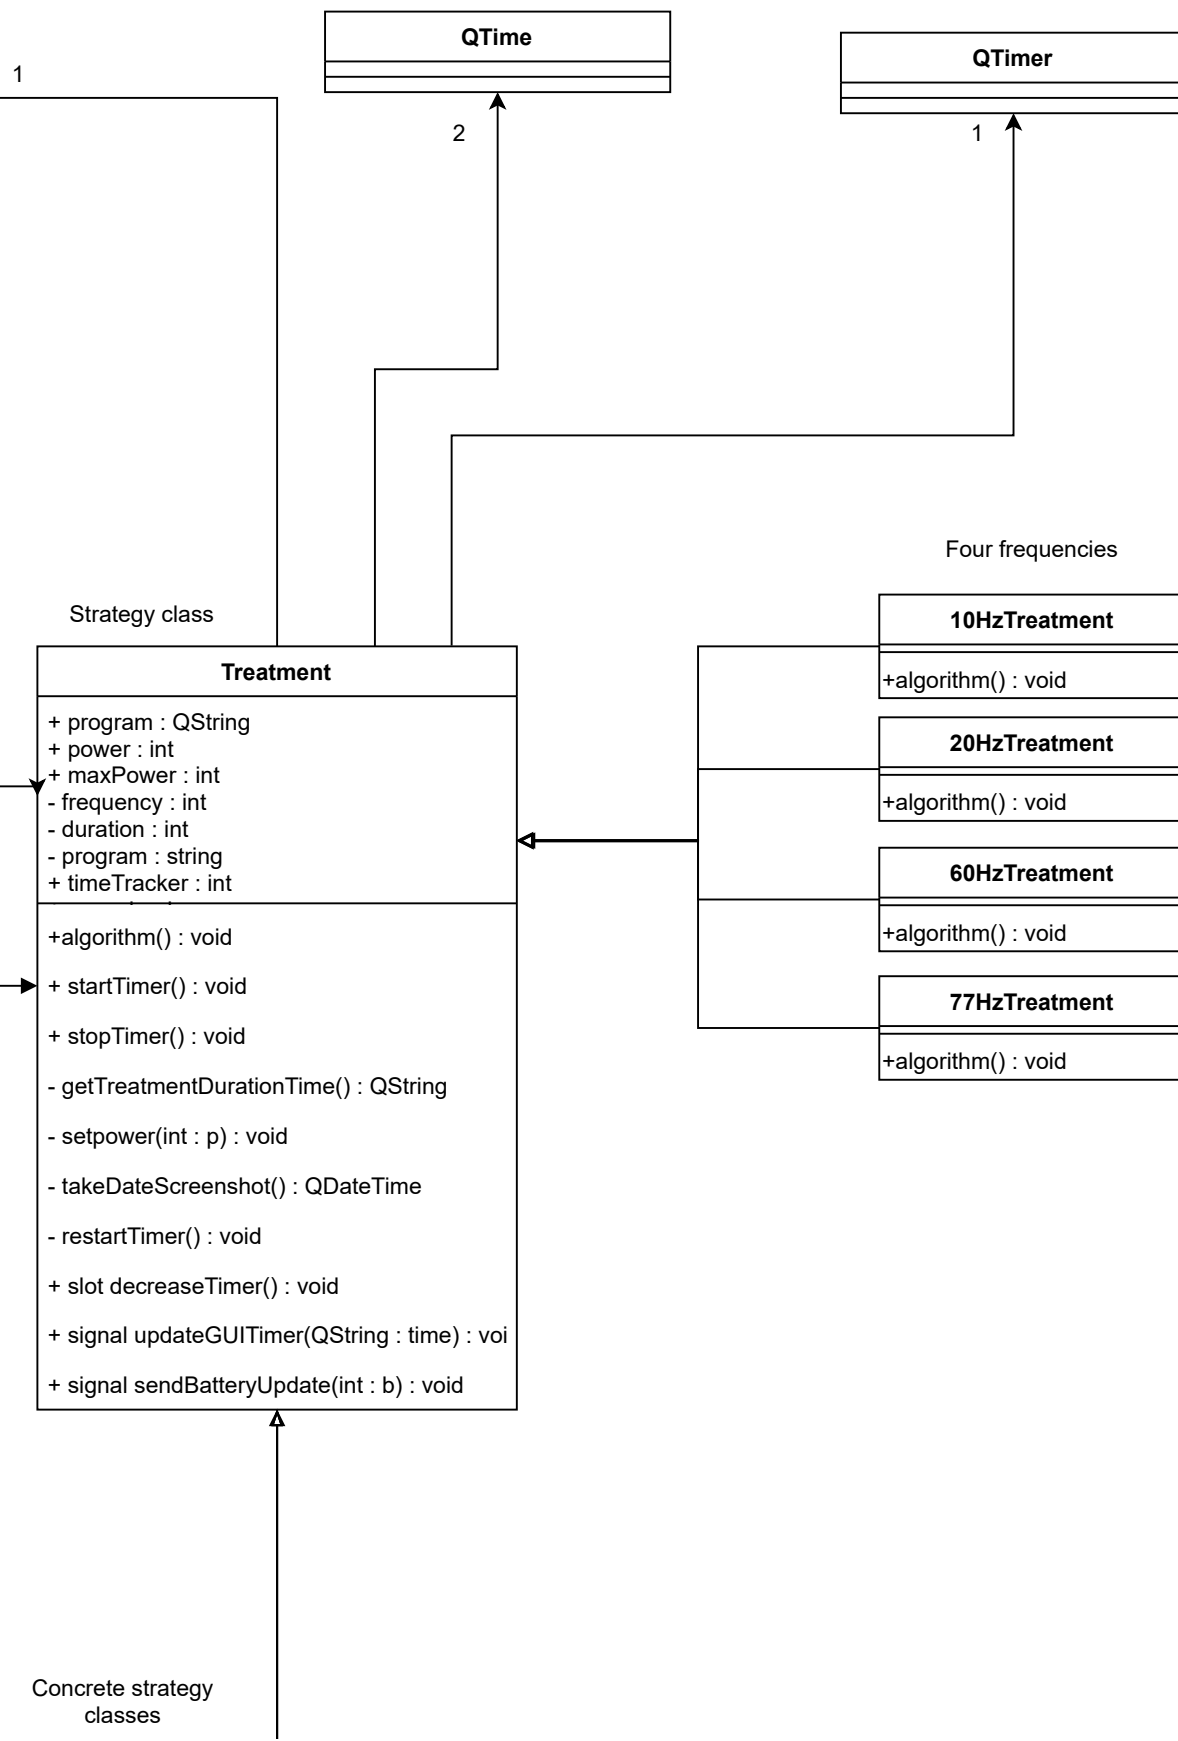 QTime
QTimer
1
2
1
Four frequencies
Strategy class
Treatment
+ program : QString
+ power : int
+ maxPower : int
- frequency : int
- duration : int
- program : string
+ timeTracker : int
+algorithm() : void
+ startTimer() : void
+ stopTimer() : void
- getTreatmentDurationTime() : QString
- setpower(int : p) : void
- takeDateScreenshot() : QDateTime
- restartTimer() : void
+ slot decreaseTimer() : void
+ signal updateGUITimer(QString : time) : voi
+ signal sendBatteryUpdate(int : b) : void
10HzTreatment
+algorithm() : void
20HzTreatment
+algorithm() : void
60HzTreatment
+algorithm() : void
77HzTreatment
+algorithm() : void
Concrete strategy
classes